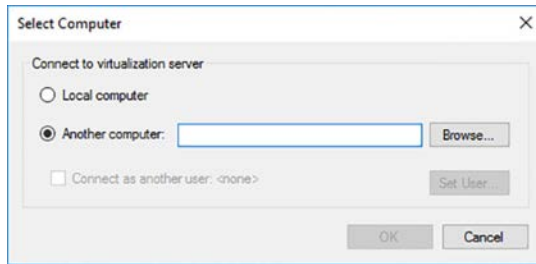 Select Computer
Connect to virtualization server
Local computer
Another computer:
Browse...
Connect as another user: <none>
Set User...
OK
Cancel